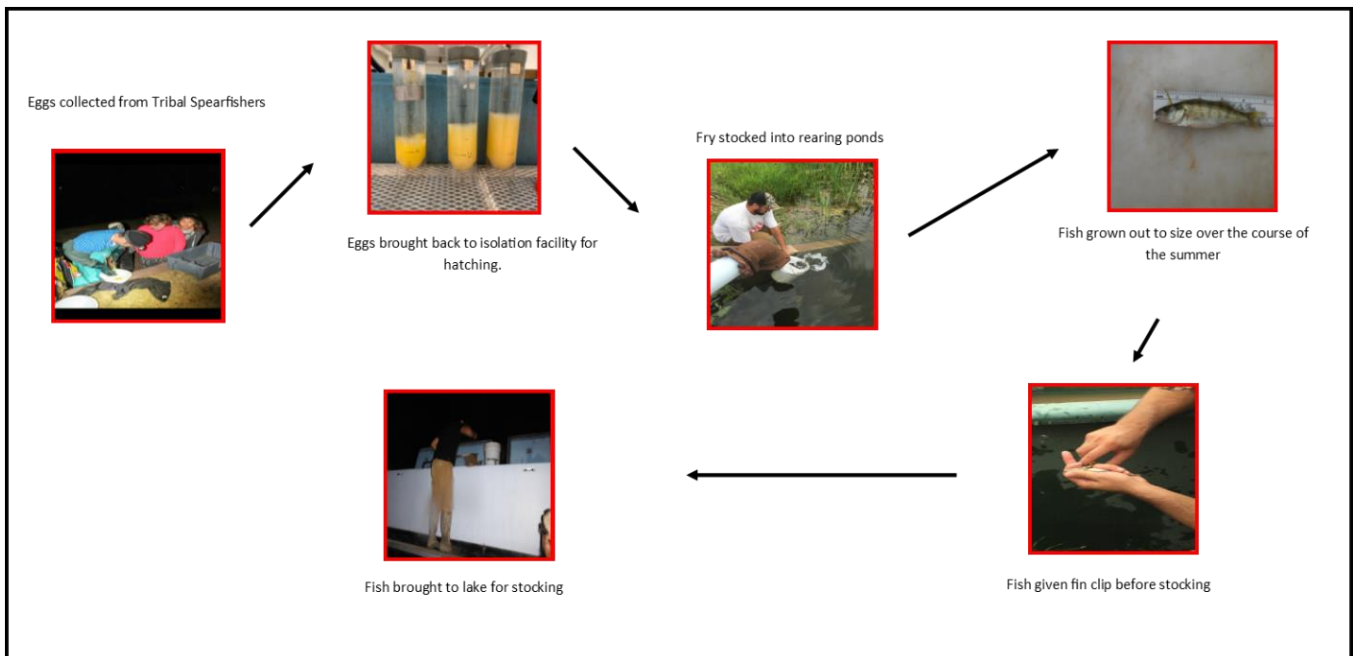 Eggs collected from Tribal Spearfishers
Eggs brought back to isolation facility for
hatching.
Fry stocked into rearing ponds
Fish grown out to size over the course of
the summer
Fish given fin clip before stocking
Fish brought to lake for stocking